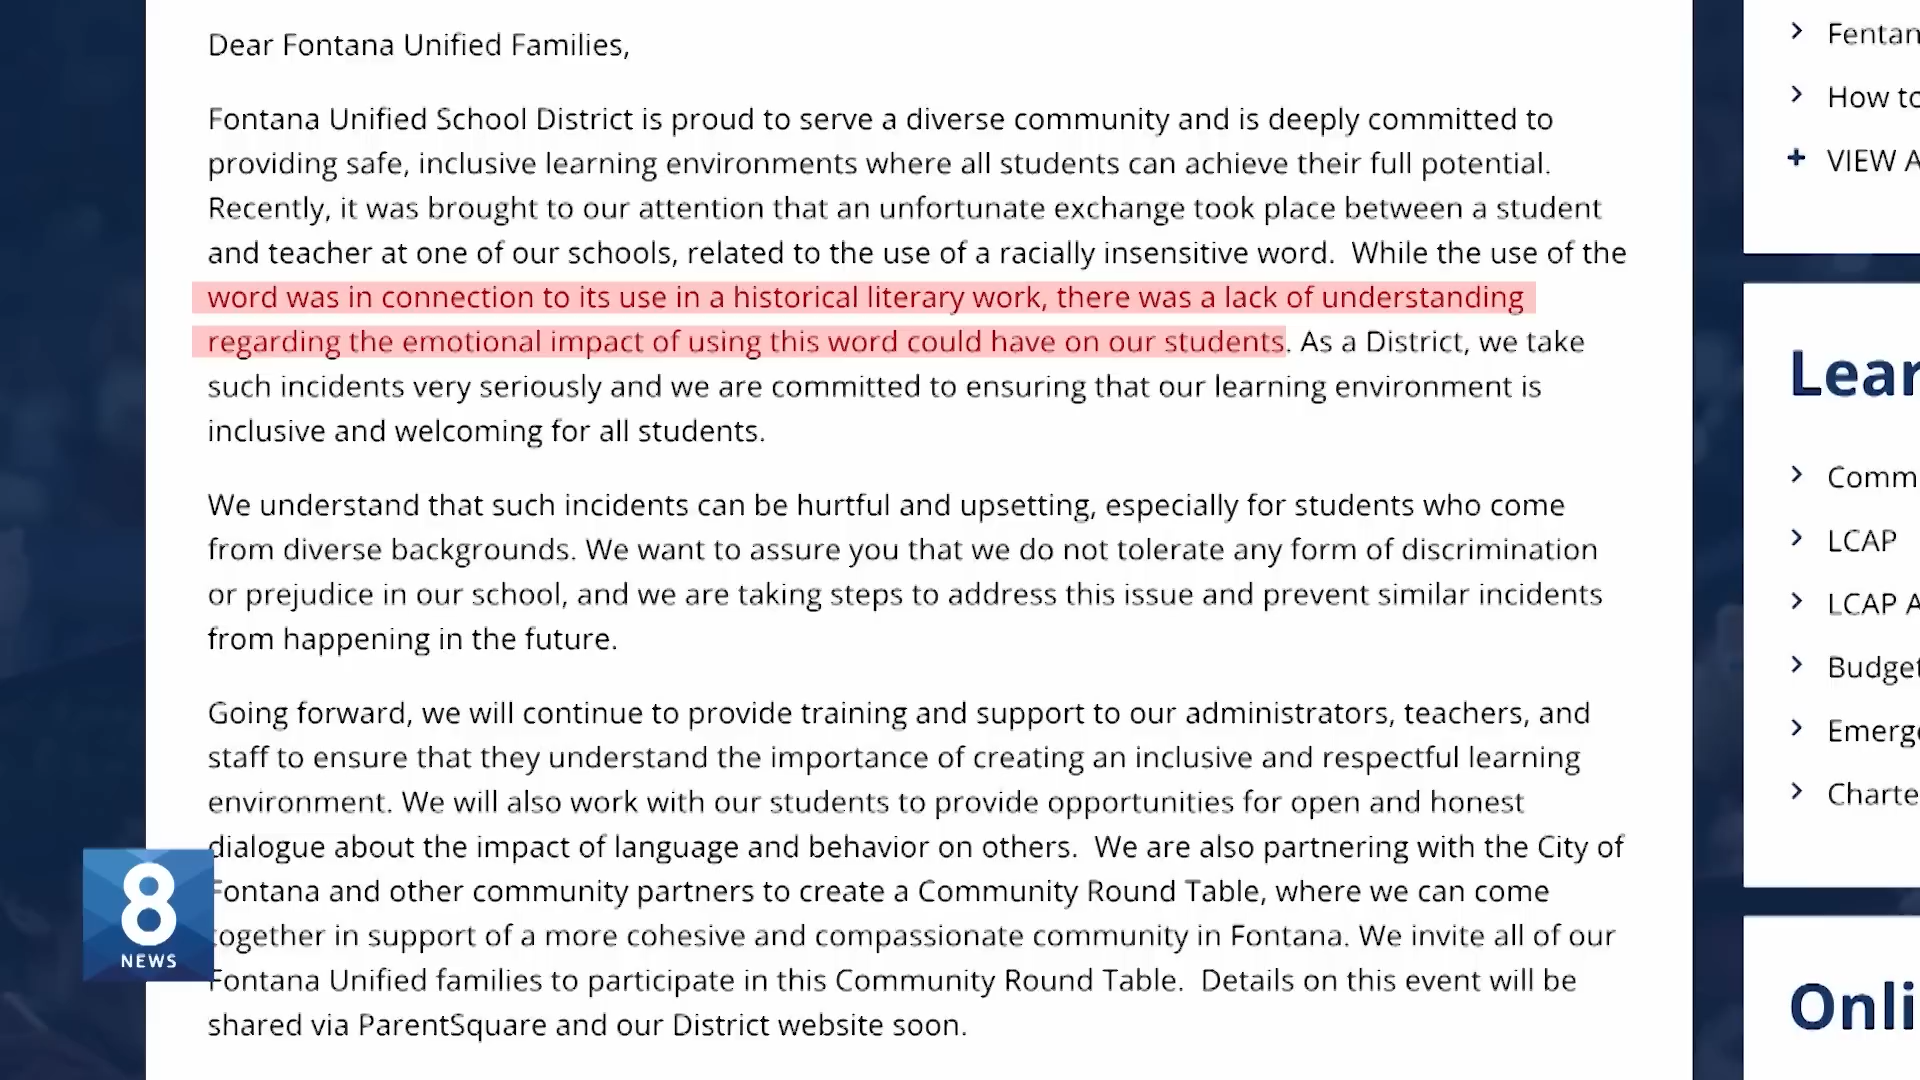 Dear Fontana Unified Families,
Fontana Unified School District is proud to serve a diverse community and is deeply committed to
providing safe, inclusive learning environments where all students can achieve their full potential.
Recently, it was brought to our attention that an unfortunate exchange took place between a student
and teacher at one of our schools, related to the use of a racially insensitive word.  While the use of the
word was in connection to its use in a historical literary work, there was a lack of understanding
regarding the emotional impact of using this word could have on our students. As a District, we take
such incidents very seriously and we are committed to ensuring that our learning environment is
inclusive and welcoming for all students.
We understand that such incidents can be hurtful and upsetting, especially for students who come
from diverse backgrounds. We want to assure you that we do not tolerate any form of discrimination
or prejudice in our school, and we are taking steps to address this issue and prevent similar incidents
from happening in the future.
Going forward, we will continue to provide training and support to our administrators, teachers, and
staff to ensure that they understand the importance of creating an inclusive and respectful learning
environment. We will also work with our students to provide opportunities for open and honest
dialogue about the impact of language and behavior on others.  We are also partnering with the City of
Fontana and other community partners to create a Community Round Table, where we can come
together in support of a more cohesive and compassionate community in Fontana. We invite all of our
Fontana Unified families to participate in this Community Round Table.  Details on this event will be
shared via ParentSquare and our District website soon.
8
NEWS
Fentan
How to
VIEW A
Lear
Comm
LCAP
LCAP A
Budget
Emerge
Charte
Onli